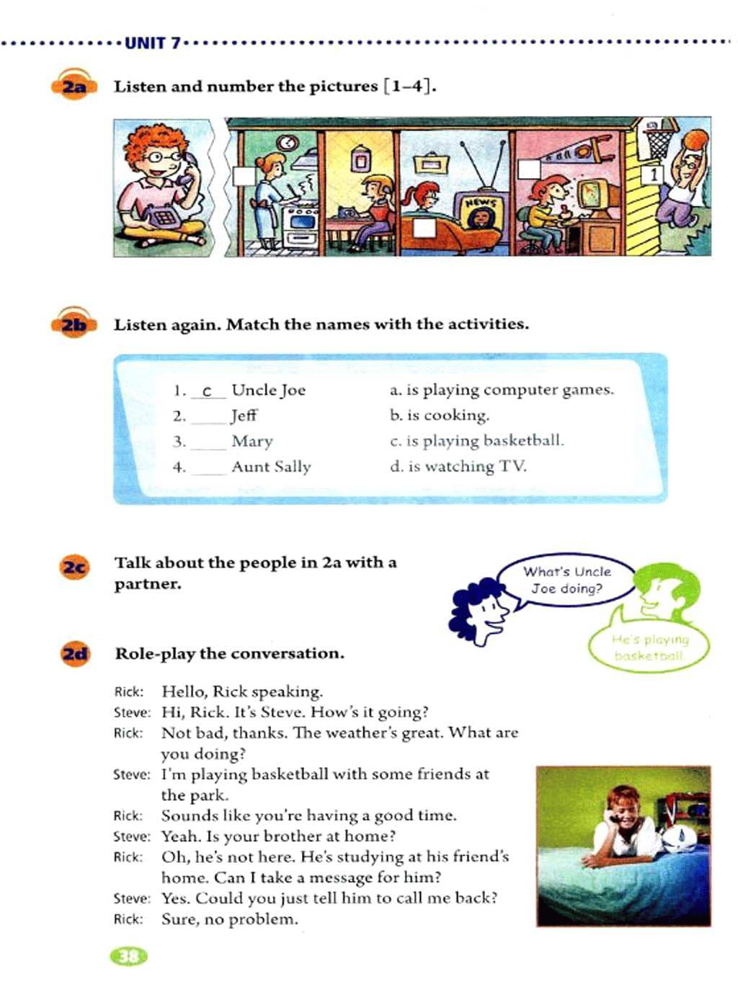 UNIT 7
2a Listen and number the pictures [1–4].
NEWS
1
2b Listen again. Match the names with the activities.
1. c Uncle Joe a. is playing computer games.
2. ____ Jeff b. is cooking.
3. ____ Mary c. is playing basketball.
4. ____ Aunt Sally d. is watching TV.
2c Talk about the people in 2a with a
partner.
What's Uncle
Joe doing?
He's playing
basketball.
2d Role-play the conversation.
Rick: Hello, Rick speaking.
Steve: Hi, Rick. It's Steve. How's it going?
Rick: Not bad, thanks. The weather's great. What are
you doing?
Steve: I'm playing basketball with some friends at
the park.
Rick: Sounds like you're having a good time.
Steve: Yeah. Is your brother at home?
Rick: Oh, he's not here. He's studying at his friend's
home. Can I take a message for him?
Steve: Yes. Could you just tell him to call me back?
Rick: Sure, no problem.
38